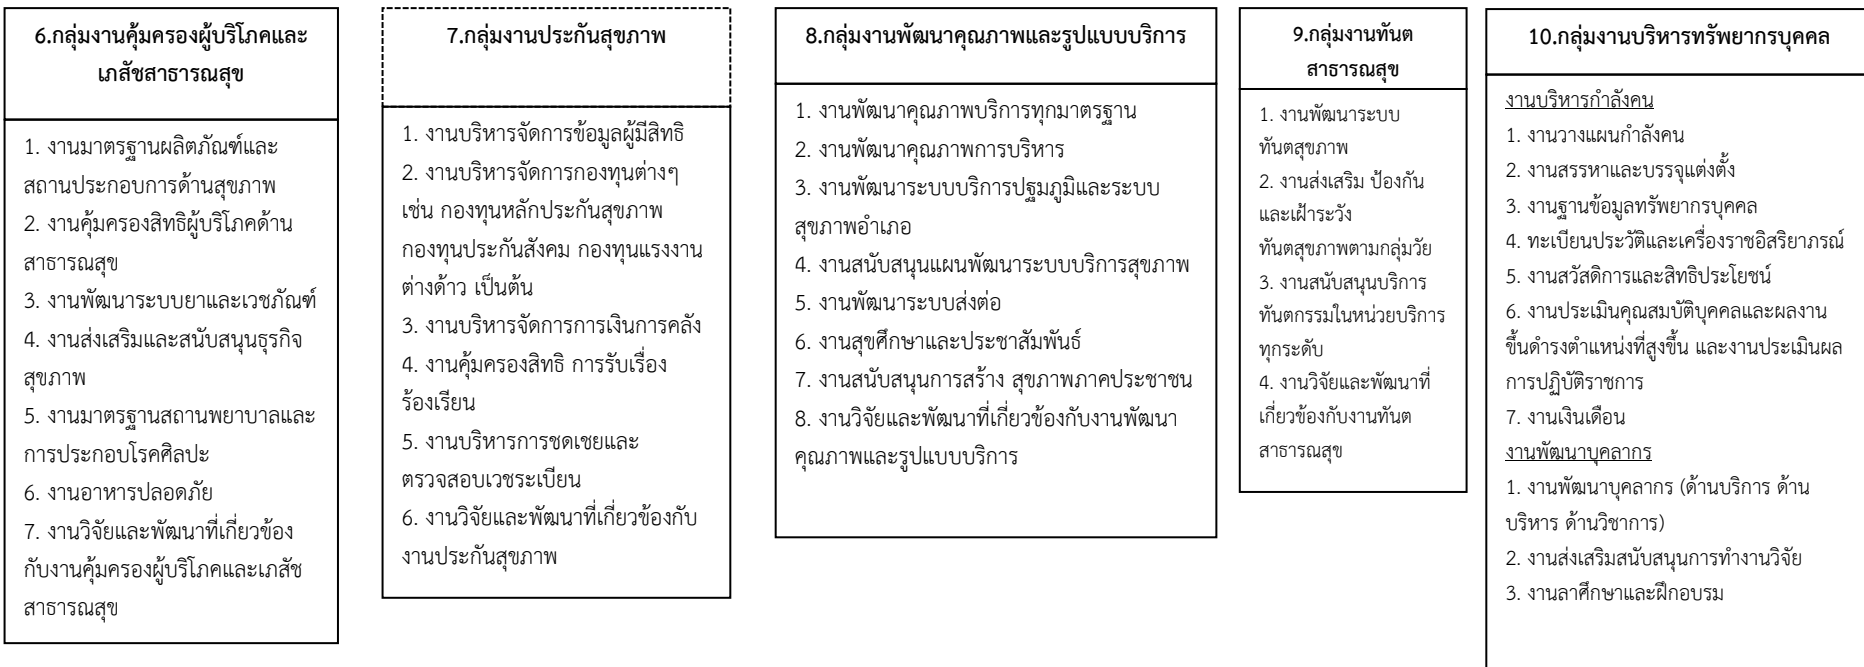 6.กลุ่มงานคุ้มครองผู้บริโภคและ
เภสัชสาธารณสุข
1. งานมาตรฐานผลิตภัณฑ์และ
สถานประกอบการด้านสุขภาพ
2. งานคุ้มครองสิทธิผู้บริโภคด้าน
สาธารณสุข
3. งานพัฒนาระบบยาและเวชภัณฑ์
4. งานส่งเสริมและสนับสนุนธุรกิจ
สุขภาพ
5. งานมาตรฐานสถานพยาบาลและ
การประกอบโรคศิลปะ
6. งานอาหารปลอดภัย
7. งานวิจัยและพัฒนาที่เกี่ยวข้อง
กับงานคุ้มครองผู้บริโภคและเภสัช
สาธารณสุข
7.กลุ่มงานประกันสุขภาพ
1. งานบริหารจัดการข้อมูลผู้มีสิทธิ
2. งานบริหารจัดการกองทุนต่างๆ
เช่น กองทุนหลักประกันสุขภาพ
กองทุนประกันสังคม กองทุนแรงงาน
ต่างด้าว เป็นต้น
3. งานบริหารจัดการการเงินการคลัง
4. งานคุ้มครองสิทธิ การรับเรื่อง
ร้องเรียน
5. งานบริหารการชดเชยและ
ตรวจสอบเวชระเบียน
6. งานวิจัยและพัฒนาที่เกี่ยวข้องกับ
งานประกันสุขภาพ
8.กลุ่มงานพัฒนาคุณภาพและรูปแบบบริการ
1. งานพัฒนาคุณภาพบริการทุกมาตรฐาน
2. งานพัฒนาคุณภาพการบริหาร
3. งานพัฒนาระบบบริการปฐมภูมิและระบบ
สุขภาพอำเภอ
4. งานสนับสนุนแผนพัฒนาระบบบริการสุขภาพ
5. งานพัฒนาระบบส่งต่อ
6. งานสุขศึกษาและประชาสัมพันธ์
7. งานสนับสนุนการสร้าง สุขภาพภาคประชาชน
8. งานวิจัยและพัฒนาที่เกี่ยวข้องกับงานพัฒนา
คุณภาพและรูปแบบบริการ
9.กลุ่มงานทันต
สาธารณสุข
1. งานพัฒนาระบบ
ทันตสุขภาพ
2. งานส่งเสริม ป้องกัน
และเฝ้าระวัง
ทันตสุขภาพตามกลุ่มวัย
3. งานสนับสนุนบริการ
ทันตกรรมในหน่วยบริการ
ทุกระดับ
4. งานวิจัยและพัฒนาที่
เกี่ยวข้องกับงานทันต
สาธารณสุข
10.กลุ่มงานบริหารทรัพยากรบุคคล
งานบริหารกำลังคน
1. งานวางแผนกำลังคน
2. งานสรรหาและบรรจุแต่งตั้ง
3. งานฐานข้อมูลทรัพยากรบุคคล
4. ทะเบียนประวัติและเครื่องราชอิสริยาภรณ์
5. งานสวัสดิการและสิทธิประโยชน์
6. งานประเมินคุณสมบัติบุคคลและผลงาน
ขึ้นดำรงตำแหน่งที่สูงขึ้น และงานประเมินผล
การปฏิบัติราชการ
7. งานเงินเดือน
งานพัฒนาบุคลากร
1. งานพัฒนาบุคลากร (ด้านบริการ ด้าน
บริหาร ด้านวิชาการ)
2. งานส่งเสริมสนับสนุนการทำงานวิจัย
3. งานลาศึกษาและฝึกอบรม